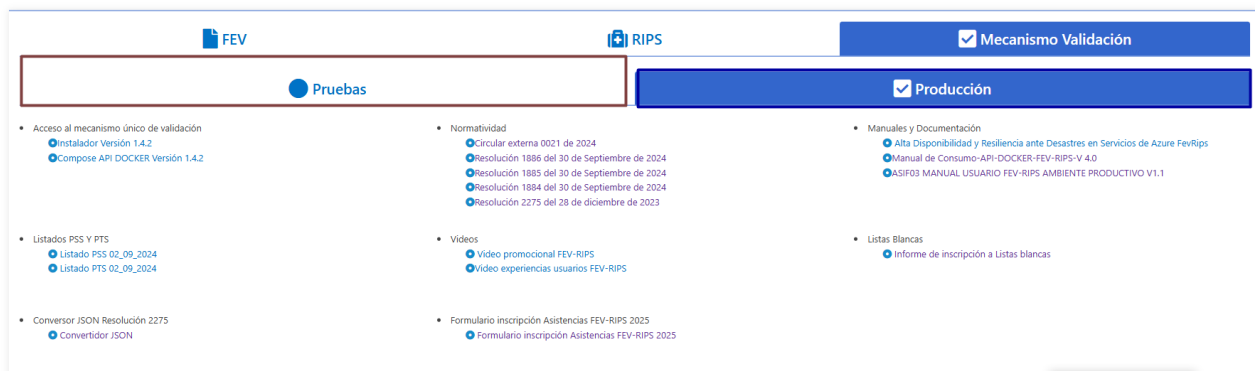 FEV
RIPS
Mecanismo Validación
Pruebas
Producción
Acceso al mecanismo único de validación
Instalador Versión 1.4.2
Compose API DOCKER Versión 1.4.2
Normatividad
Circular externa 0021 de 2024
Resolución 1886 del 30 de Septiembre de 2024
Resolución 1885 del 30 de Septiembre de 2024
Resolución 1884 del 30 de Septiembre de 2024
Resolución 2275 del 28 de diciembre de 2023
Manuales y Documentación
Alta Disponibilidad y Resiliencia ante Desastres en Servicios de Azure FevRips
Manual de Consumo-API-DOCKER-FEV-RIPS-V 4.0
ASIF03 MANUAL USUARIO FEV-RIPS AMBIENTE PRODUCTIVO V1.1
Listados PSS Y PTS
Listado PSS 02_09_2024
Listado PTS 02_09_2024
Videos
Video promocional FEV-RIPS
Video experiencias usuarios FEV-RIPS
Listas Blancas
Informe de inscripción a Listas blancas
Conversor JSON Resolución 2275
Convertidor JSON
Formulario inscripción Asistencias FEV-RIPS 2025
Formulario inscripción Asistencias FEV-RIPS 2025